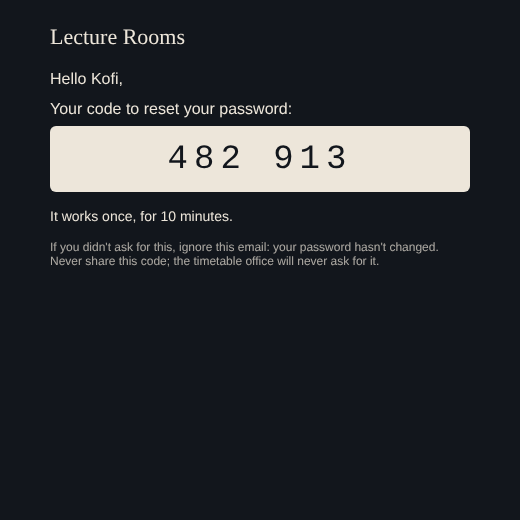 Lecture Rooms
Hello Kofi,
Your code to reset your password:
482 913
It works once, for 10 minutes.
If you didn't ask for this, ignore this email: your password hasn't changed.
Never share this code; the timetable office will never ask for it.